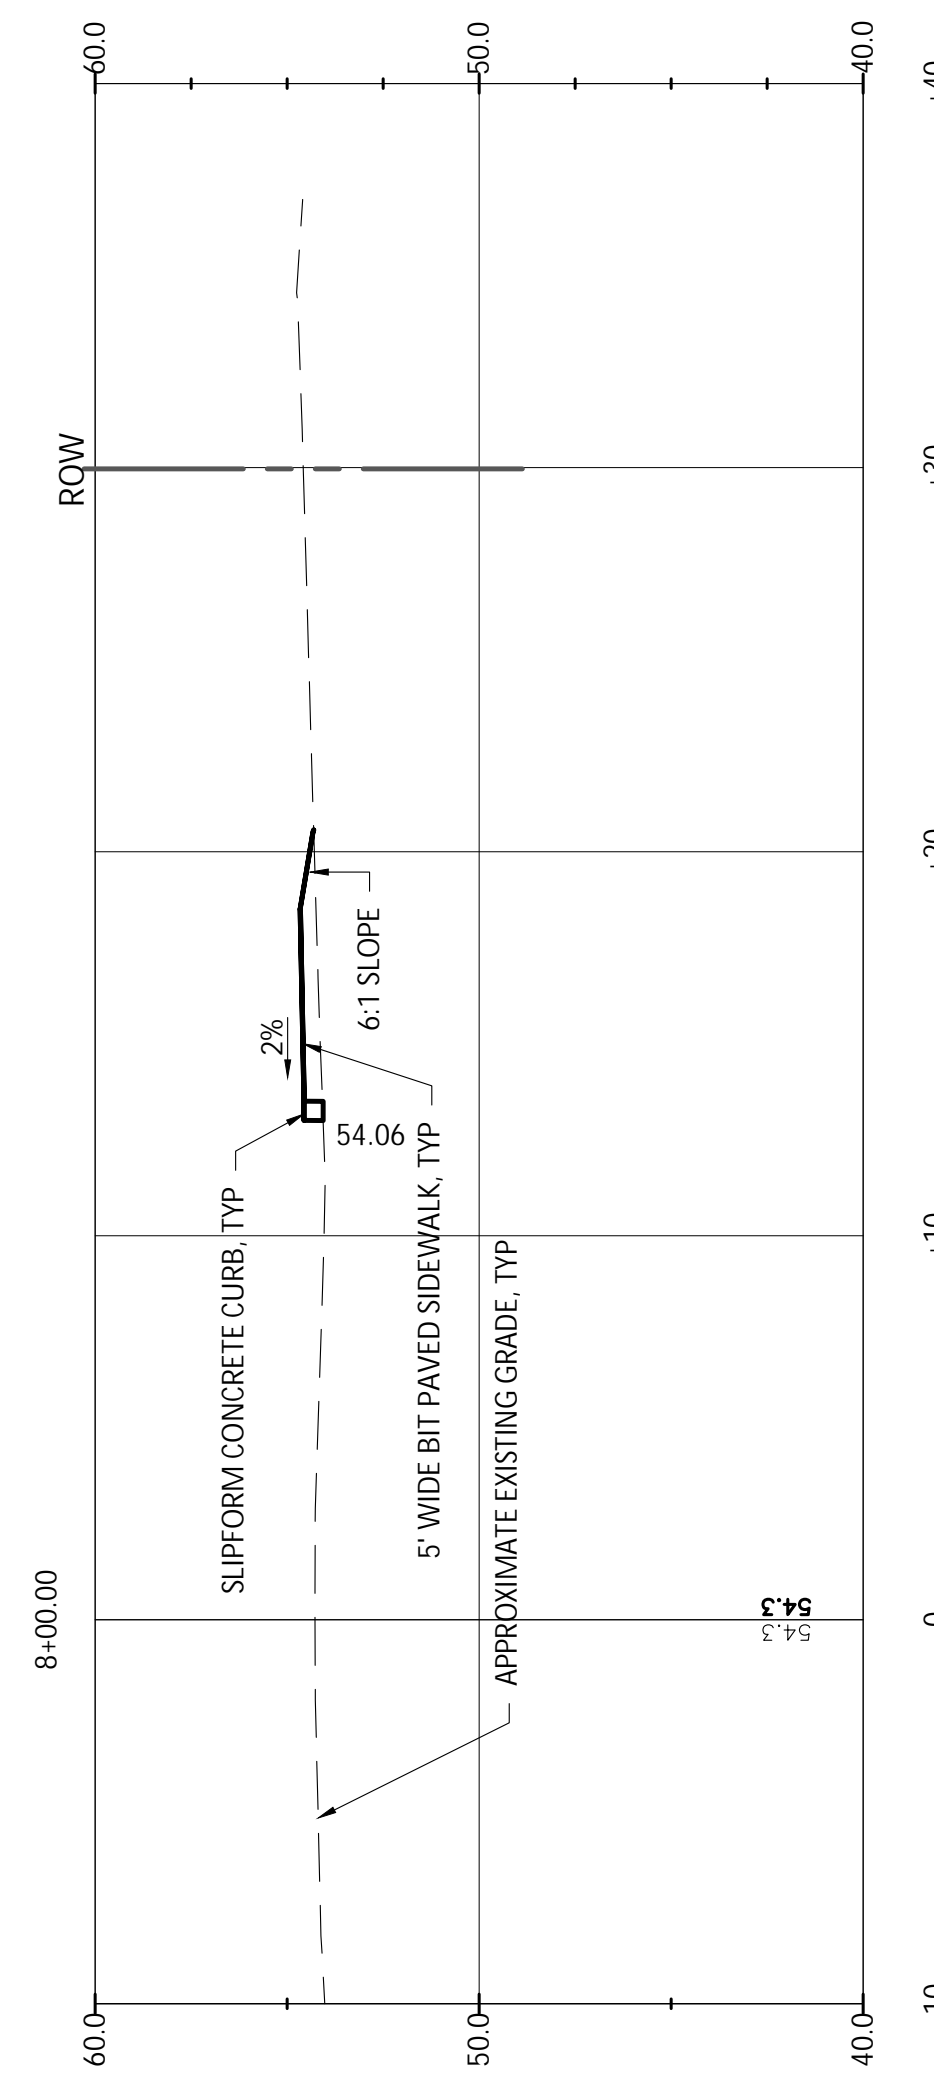 8+00.00
ROW
60.0
60.0
SLIPFORM CONCRETE CURB, TYP
2%
54.06
6:1 SLOPE
5' WIDE BIT PAVED SIDEWALK, TYP
50.0
50.0
APPROXIMATE EXISTING GRADE, TYP
54.3
54.3
40.0
40.0